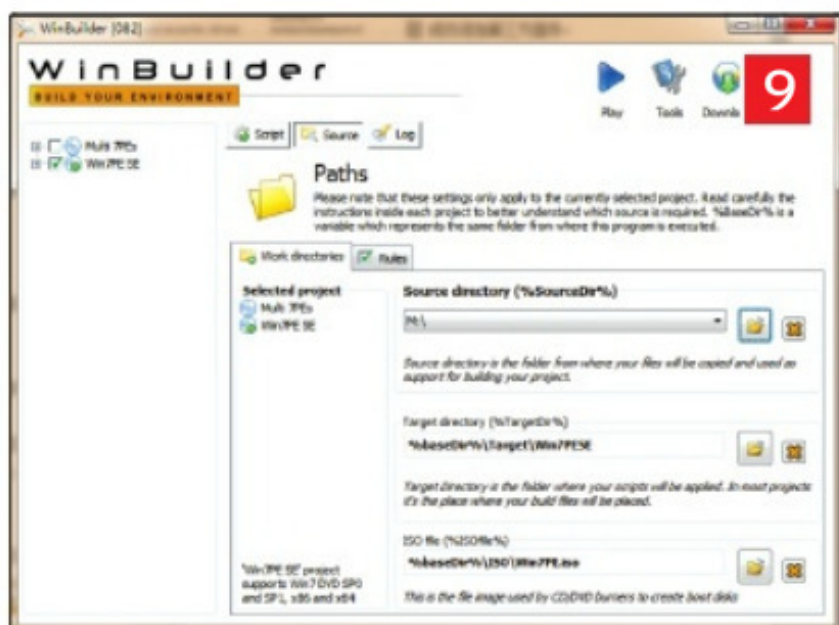 WinBuilder [082]
WinBuilder
BUILD YOUR ENVIRONMENT
Play
Tools
Downlo
9
Multi 7PEs
Win7PE SE
Script
Source
Log
Paths
Please note that these settings only apply to the currently selected project. Read carefully the
instructions inside each project to better understand which source is required. %BaseDir% is a
variable which represents the same folder from where this program is executed.
Work directories
Rules
Selected project
Multi 7PEs
Win7PE SE
'Win7PE SE' project
supports Win7 DVD SP0
and SP1, x86 and x64
Source directory (%SourceDir%)
Source directory is the folder from where your files will be copied and used as
support for building your project.
Target directory (%TargetDir%)
%baseDir%\Target\Win7PESE
Target Directory is the folder where your scripts will be applied. In most projects
it's the place where your build files will be placed.
ISO file (%ISOfile%)
%baseDir%\ISO\Win7PE.iso
This is the file image used by CD/DVD burners to create boot disks